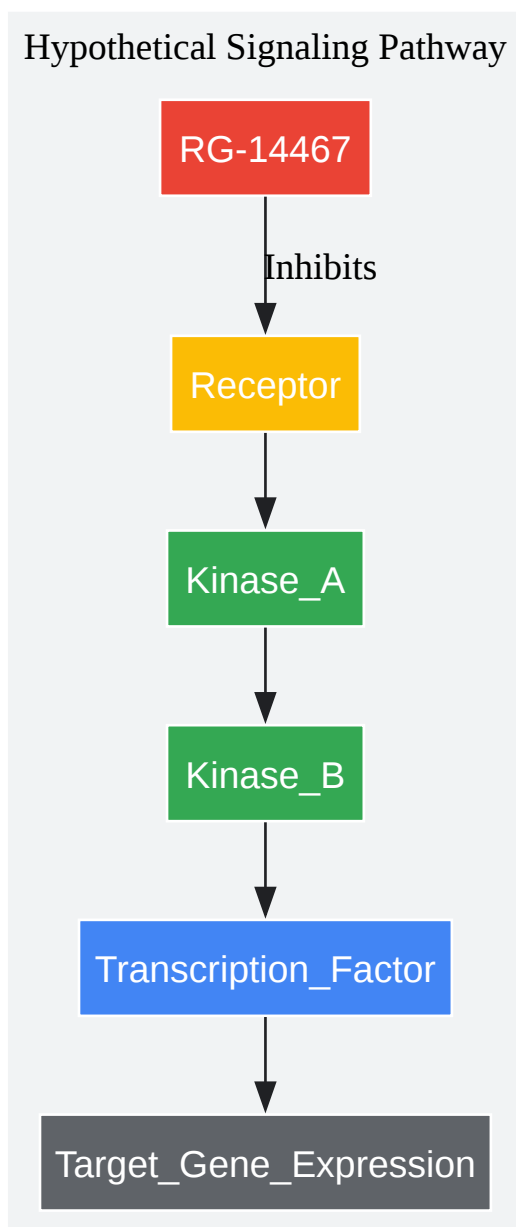 Hypothetical Signaling Pathway
RG-14467
Inhibits
Receptor
Kinase_A
Kinase_B
Transcription_Factor
Target_Gene_Expression